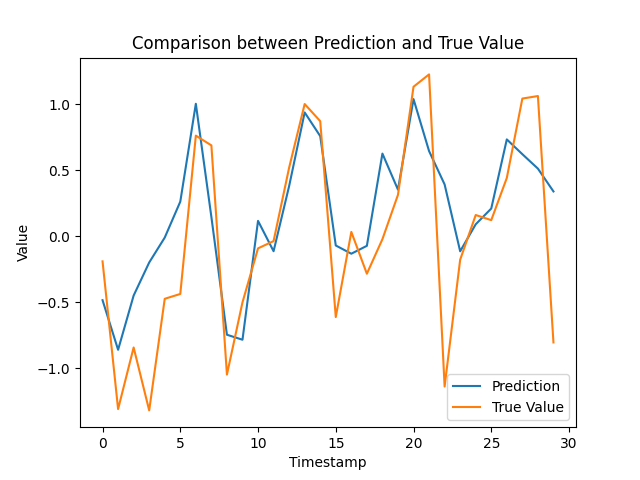 Comparison between Prediction and True Value
1.0
0.5
0.0
−0.5
−1.0
Value
0 5 10 15 20 25 30
Timestamp
Prediction
True Value